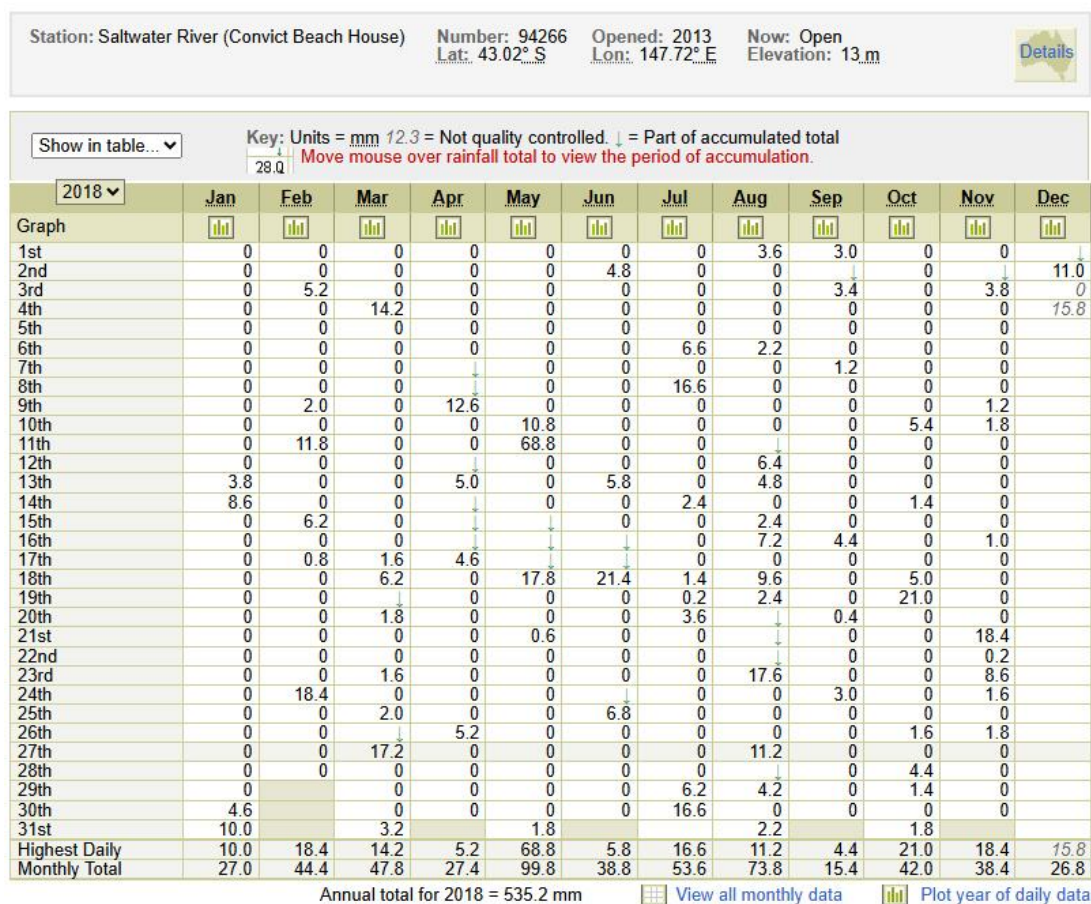 Station: Saltwater River (Convict Beach House) Number: 94266 Opened: 2013 Now: Open
Lat: 43.02° S Lon: 147.72° E Elevation: 13 m
Details
Show in table...
Key: Units = mm 12.3 = Not quality controlled. ↓ = Part of accumulated total
↓ 28.0 Move mouse over rainfall total to view the period of accumulation.
2018 Jan Feb Mar Apr May Jun Jul Aug Sep Oct Nov Dec
Graph
1st 0 0 0 0 0 0 0 3.6 3.0 0 0 ↓
2nd 0 0 0 0 0 4.8 0 0 ↓ 0 ↓ 11.0
3rd 0 5.2 0 0 0 0 0 0 3.4 0 3.8 0
4th 0 0 14.2 0 0 0 0 0 0 0 0 15.8
5th 0 0 0 0 0 0 0 0 0 0 0
6th 0 0 0 0 0 0 6.6 2.2 0 0 0
7th 0 0 0 ↓ 0 0 0 0 1.2 0 0
8th 0 0 0 ↓ 0 0 16.6 0 0 0 0
9th 0 2.0 0 12.6 0 0 0 0 0 0 1.2
10th 0 0 0 0 10.8 0 0 0 0 5.4 1.8
11th 0 11.8 0 0 68.8 0 0 ↓ 0 0 0
12th 0 0 0 ↓ 0 0 0 6.4 0 0 0
13th 3.8 0 0 5.0 0 5.8 0 4.8 0 0 0
14th 8.6 0 0 ↓ 0 0 2.4 0 0 1.4 0
15th 0 6.2 0 ↓ ↓ 0 0 2.4 0 0 0
16th 0 0 0 ↓ ↓ ↓ 0 7.2 4.4 0 1.0
17th 0 0.8 1.6 4.6 ↓ ↓ 0 0 0 0 0
18th 0 0 6.2 0 17.8 21.4 1.4 9.6 0 5.0 0
19th 0 0 ↓ 0 0 0 0.2 2.4 0 21.0 0
20th 0 0 1.8 0 0 0 3.6 ↓ 0.4 0 0
21st 0 0 0 0 0.6 0 0 ↓ 0 0 18.4
22nd 0 0 0 0 0 0 0 ↓ 0 0 0.2
23rd 0 0 1.6 0 0 0 0 17.6 0 0 8.6
24th 0 18.4 0 0 0 ↓ 0 0 3.0 0 1.6
25th 0 0 2.0 0 0 6.8 0 0 0 0 0
26th 0 0 ↓ 5.2 0 0 0 0 0 1.6 1.8
27th 0 0 17.2 0 0 0 0 11.2 0 0 0
28th 0 0 0 0 0 0 0 ↓ 0 4.4 0
29th 0 0 0 0 0 6.2 4.2 0 1.4 0
30th 4.6 0 0 0 0 16.6 0 0 0 0
31st 10.0 3.2 1.8 2.2 1.8
Highest Daily 10.0 18.4 14.2 5.2 68.8 5.8 16.6 11.2 4.4 21.0 18.4 15.8
Monthly Total 27.0 44.4 47.8 27.4 99.8 38.8 53.6 73.8 15.4 42.0 38.4 26.8
Annual total for 2018 = 535.2 mm View all monthly data Plot year of daily data